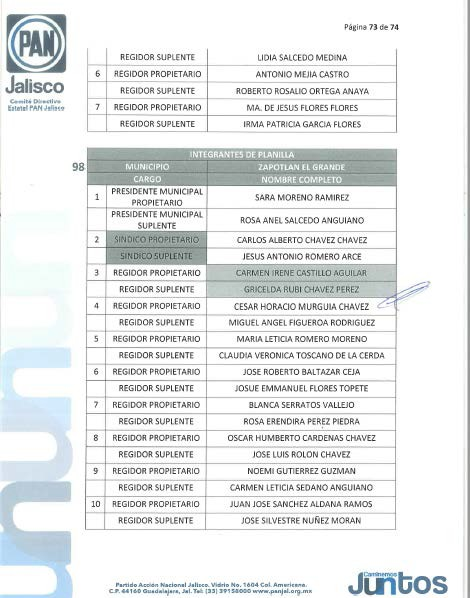 Página 73 de 74
PAN
Jalisco
Comité Directivo
Estatal PAN Jalisco
REGIDOR SUPLENTE LIDIA SALCEDO MEDINA
6 REGIDOR PROPIETARIO ANTONIO MEJIA CASTRO
REGIDOR SUPLENTE ROBERTO ROSALIO ORTEGA ANAYA
7 REGIDOR PROPIETARIO MA. DE JESUS FLORES FLORES
REGIDOR SUPLENTE IRMA PATRICIA GARCIA FLORES
INTEGRANTES DE PLANILLA
98 MUNICIPIO ZAPOTLAN EL GRANDE
CARGO NOMBRE COMPLETO
1 PRESIDENTE MUNICIPAL PROPIETARIO SARA MORENO RAMIREZ
PRESIDENTE MUNICIPAL SUPLENTE ROSA ANEL SALCEDO ANGUIANO
2 SINDICO PROPIETARIO CARLOS ALBERTO CHAVEZ CHAVEZ
SINDICO SUPLENTE JESUS ANTONIO ROMERO ARCE
3 REGIDOR PROPIETARIO CARMEN IRENE CASTILLO AGUILAR
REGIDOR SUPLENTE GRICELDA RUBI CHAVEZ PEREZ
4 REGIDOR PROPIETARIO CESAR HORACIO MURGUIA CHAVEZ
REGIDOR SUPLENTE MIGUEL ANGEL FIGUEROA RODRIGUEZ
5 REGIDOR PROPIETARIO MARIA LETICIA ROMERO MORENO
REGIDOR SUPLENTE CLAUDIA VERONICA TOSCANO DE LA CERDA
6 REGIDOR PROPIETARIO JOSE ROBERTO BALTAZAR CEJA
REGIDOR SUPLENTE JOSUE EMMANUEL FLORES TOPETE
7 REGIDOR PROPIETARIO BLANCA SERRATOS VALLEJO
REGIDOR SUPLENTE ROSA ERENDIRA PEREZ PIEDRA
8 REGIDOR PROPIETARIO OSCAR HUMBERTO CARDENAS CHAVEZ
REGIDOR SUPLENTE JOSE LUIS ROLON CHAVEZ
9 REGIDOR PROPIETARIO NOEMI GUTIERREZ GUZMAN
REGIDOR SUPLENTE CARMEN LETICIA SEDANO ANGUIANO
10 REGIDOR PROPIETARIO JUAN JOSE SANCHEZ ALDANA RAMOS
REGIDOR SUPLENTE JOSE SILVESTRE NUÑEZ MORAN
Partido Acción Nacional Jalisco. Vidrio No. 1604 Col. Americana.
C.P. 44160 Guadalajara, Jal. Tel: (33) 39158000 www.panjal.org.mx
Caminemos
Juntos